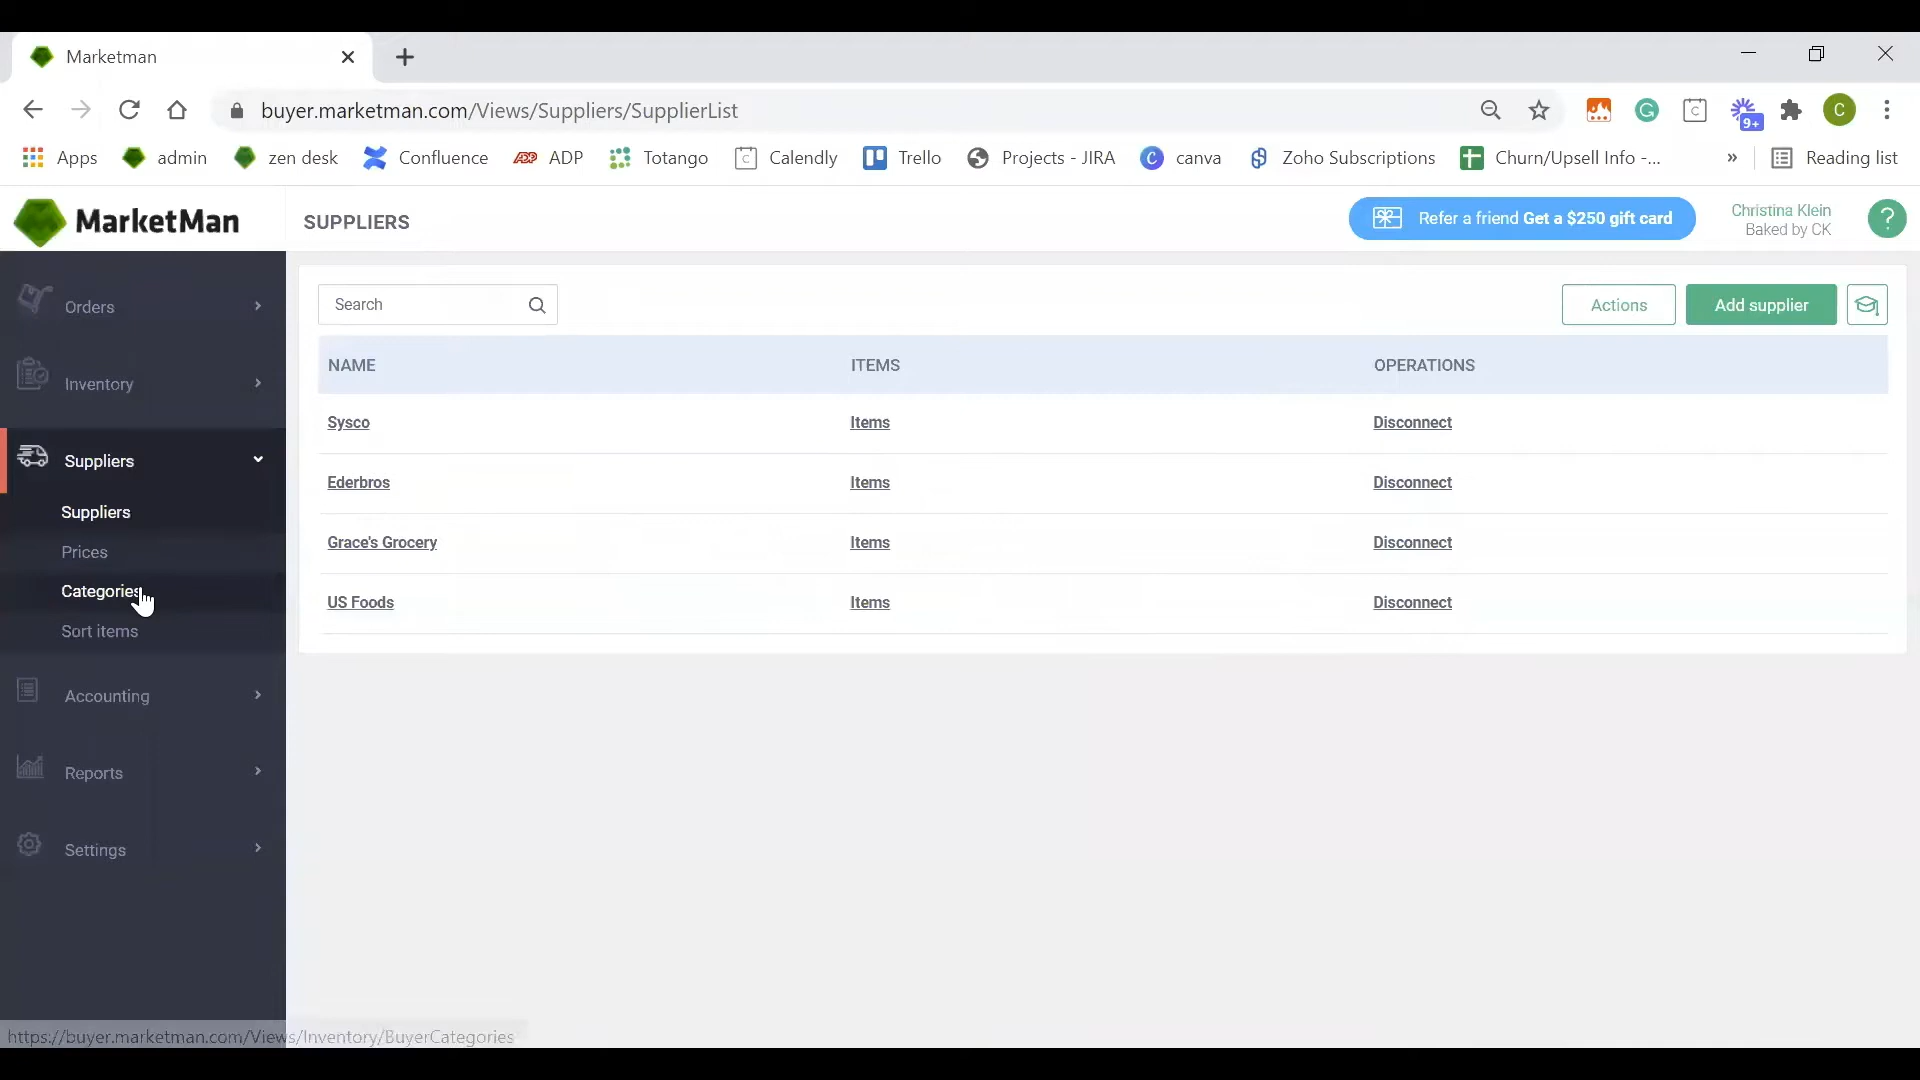 Marketman
buyer.marketman.com/Views/Suppliers/SupplierList
9+
C
Apps admin zen desk Confluence ADP Totango Calendly Trello Projects - JIRA canva Zoho Subscriptions Churn/Upsell Info -... » Reading list
MarketMan
SUPPLIERS
Refer a friend Get a $250 gift card
Christina Klein
Baked by CK
?
Orders
Inventory
Suppliers
Suppliers
Prices
Categories
Sort items
Accounting
Reports
Settings
Search
Actions
Add supplier
NAME ITEMS OPERATIONS
Sysco Items Disconnect
Ederbros Items Disconnect
Grace's Grocery Items Disconnect
US Foods Items Disconnect
https://buyer.marketman.com/Views/Inventory/BuyerCategories